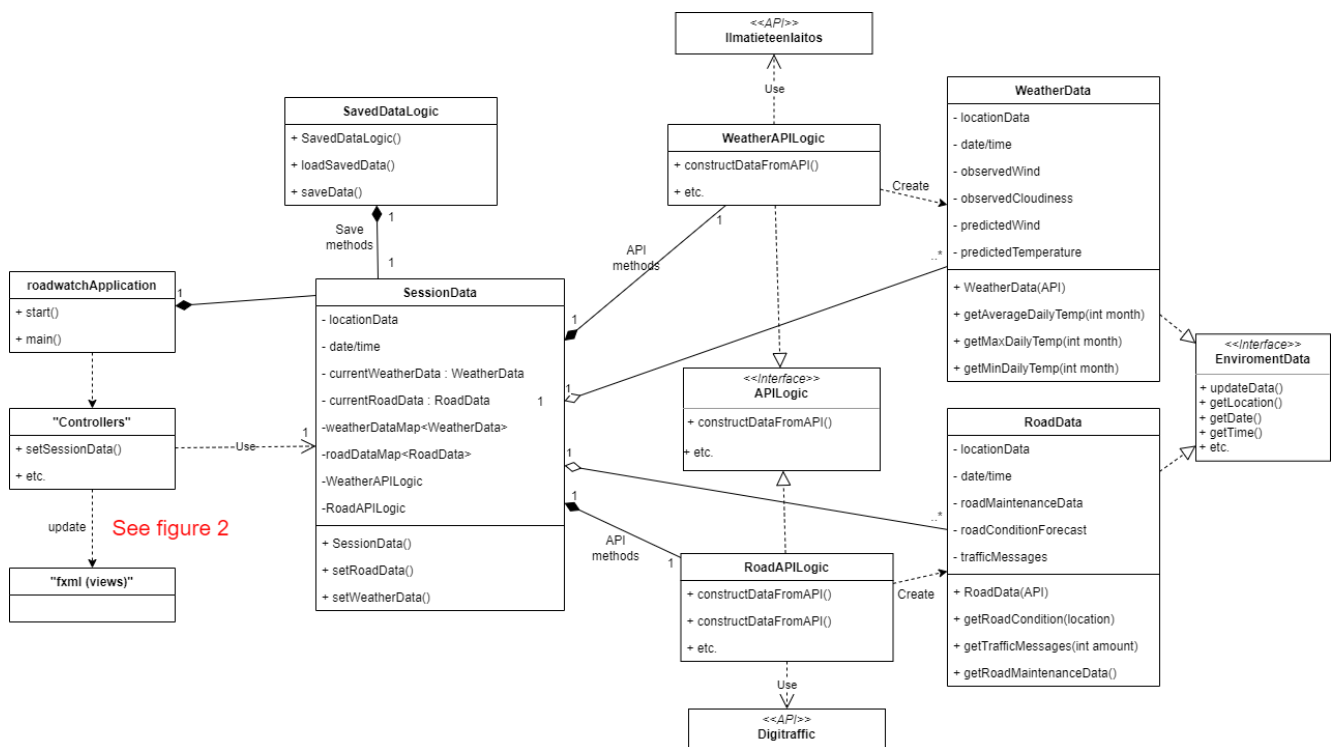 <<API>>
Ilmatieteenlaitos
Use
SavedDataLogic
+ SavedDataLogic()
+ loadSavedData()
+ saveData()
1
Save
methods
1
WeatherAPILogic
+ constructDataFromAPI()
+ etc.
1
API
methods
1
Create
WeatherData
- locationData
- date/time
- observedWind
- observedCloudiness
- predictedWind
- predictedTemperature
..*
+ WeatherData(API)
+ getAverageDailyTemp(int month)
+ getMaxDailyTemp(int month)
+ getMinDailyTemp(int month)
roadwatchApplication
+ start()
+ main()
1
SessionData
- locationData
- date/time
- currentWeatherData : WeatherData
- currentRoadData : RoadData
-weatherDataMap<WeatherData>
-roadDataMap<RoadData>
-WeatherAPILogic
-RoadAPILogic
+ SessionData()
+ setRoadData()
+ setWeatherData()
1
1
1
1
1
<<Interface>>
APILogic
+ constructDataFromAPI()
+ etc.
<<Interface>>
EnviromentData
+ updateData()
+ getLocation()
+ getDate()
+ getTime()
+ etc.
"Controllers"
+ setSessionData()
+ etc.
Use
update
See figure 2
"fxml (views)"
API
methods
1
RoadAPILogic
+ constructDataFromAPI()
+ constructDataFromAPI()
+ etc.
Create
RoadData
- locationData
- date/time
- roadMaintenanceData
- roadConditionForecast
- trafficMessages
..*
+ RoadData(API)
+ getRoadCondition(location)
+ getTrafficMessages(int amount)
+ getRoadMaintenanceData()
Use
<<API>>
Digitraffic